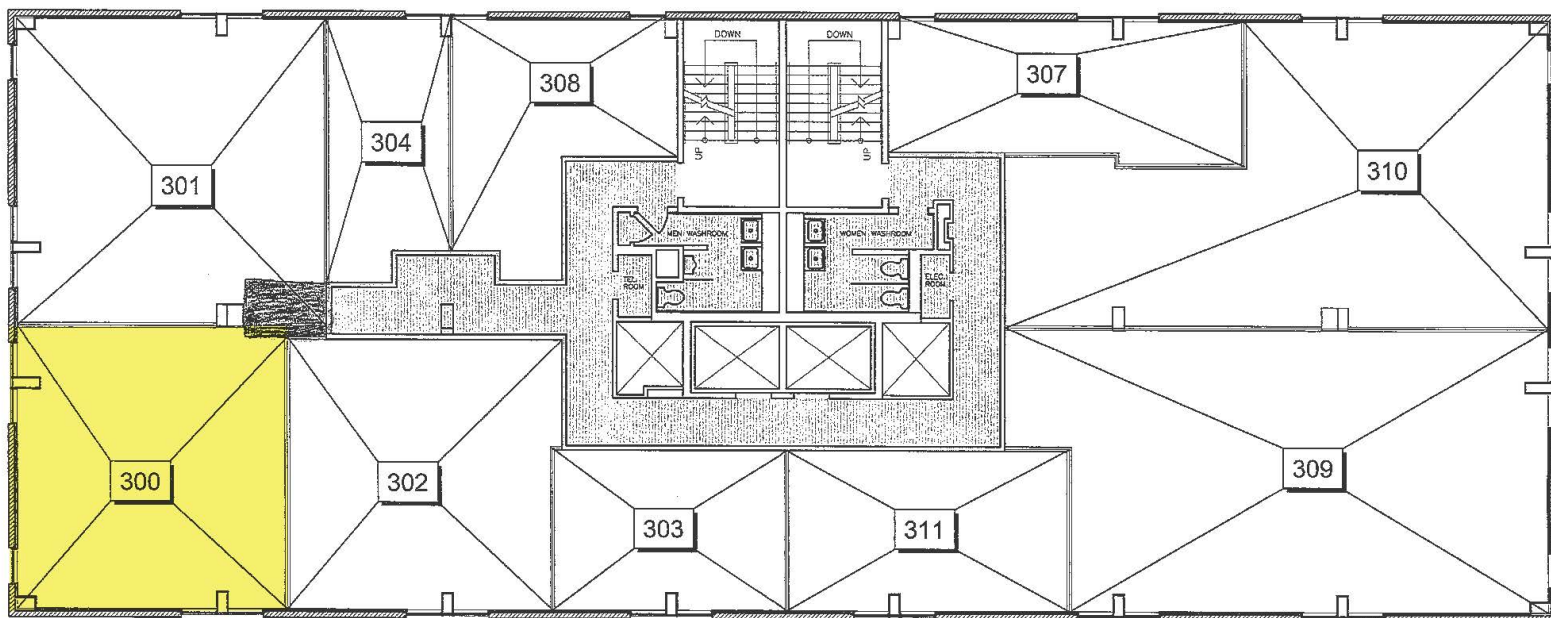 DOWN
DOWN
308
307
304
UP
UP
301
310
MEN WASHROOM
WOMEN WASHROOM
TEL.
ROOM
ELEC.
ROOM
300
302
309
303
311